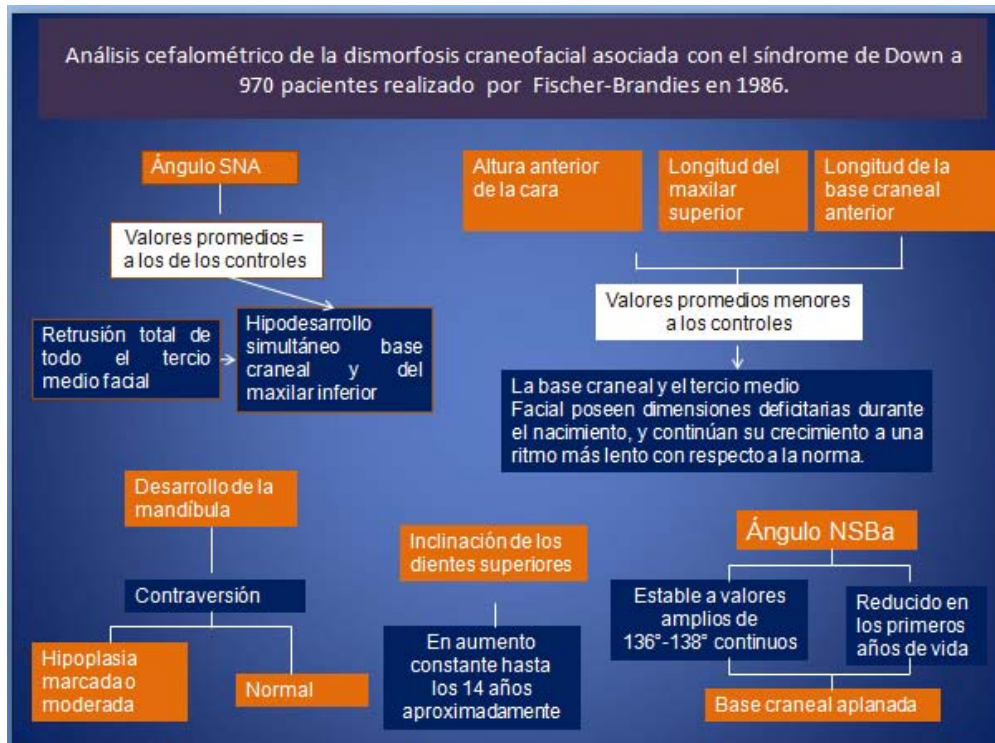 Análisis cefalométrico de la dismorfosis craneofacial asociada con el síndrome de Down a
970 pacientes realizado por Fischer-Brandies en 1986.
Ángulo SNA
Valores promedios =
a los de los controles
Retrusión total de
todo el tercio
medio facial
Hipodesarrollo
simultáneo base
craneal y del
maxilar inferior
Altura anterior
de la cara
Longitud del
maxilar
superior
Longitud de la
base craneal
anterior
Valores promedios menores
a los controles
La base craneal y el tercio medio
Facial poseen dimensiones deficitarias durante
el nacimiento, y continúan su crecimiento a una
ritmo más lento con respecto a la norma.
Desarrollo de la
mandíbula
Contraversión
Hipoplasia
marcada o
moderada
Normal
Inclinación de los
dientes superiores
En aumento
constante hasta
los 14 años
aproximadamente
Ángulo NSBa
Estable a valores
amplios de
136°-138° continuos
Reducido en
los primeros
años de vida
Base craneal aplanada